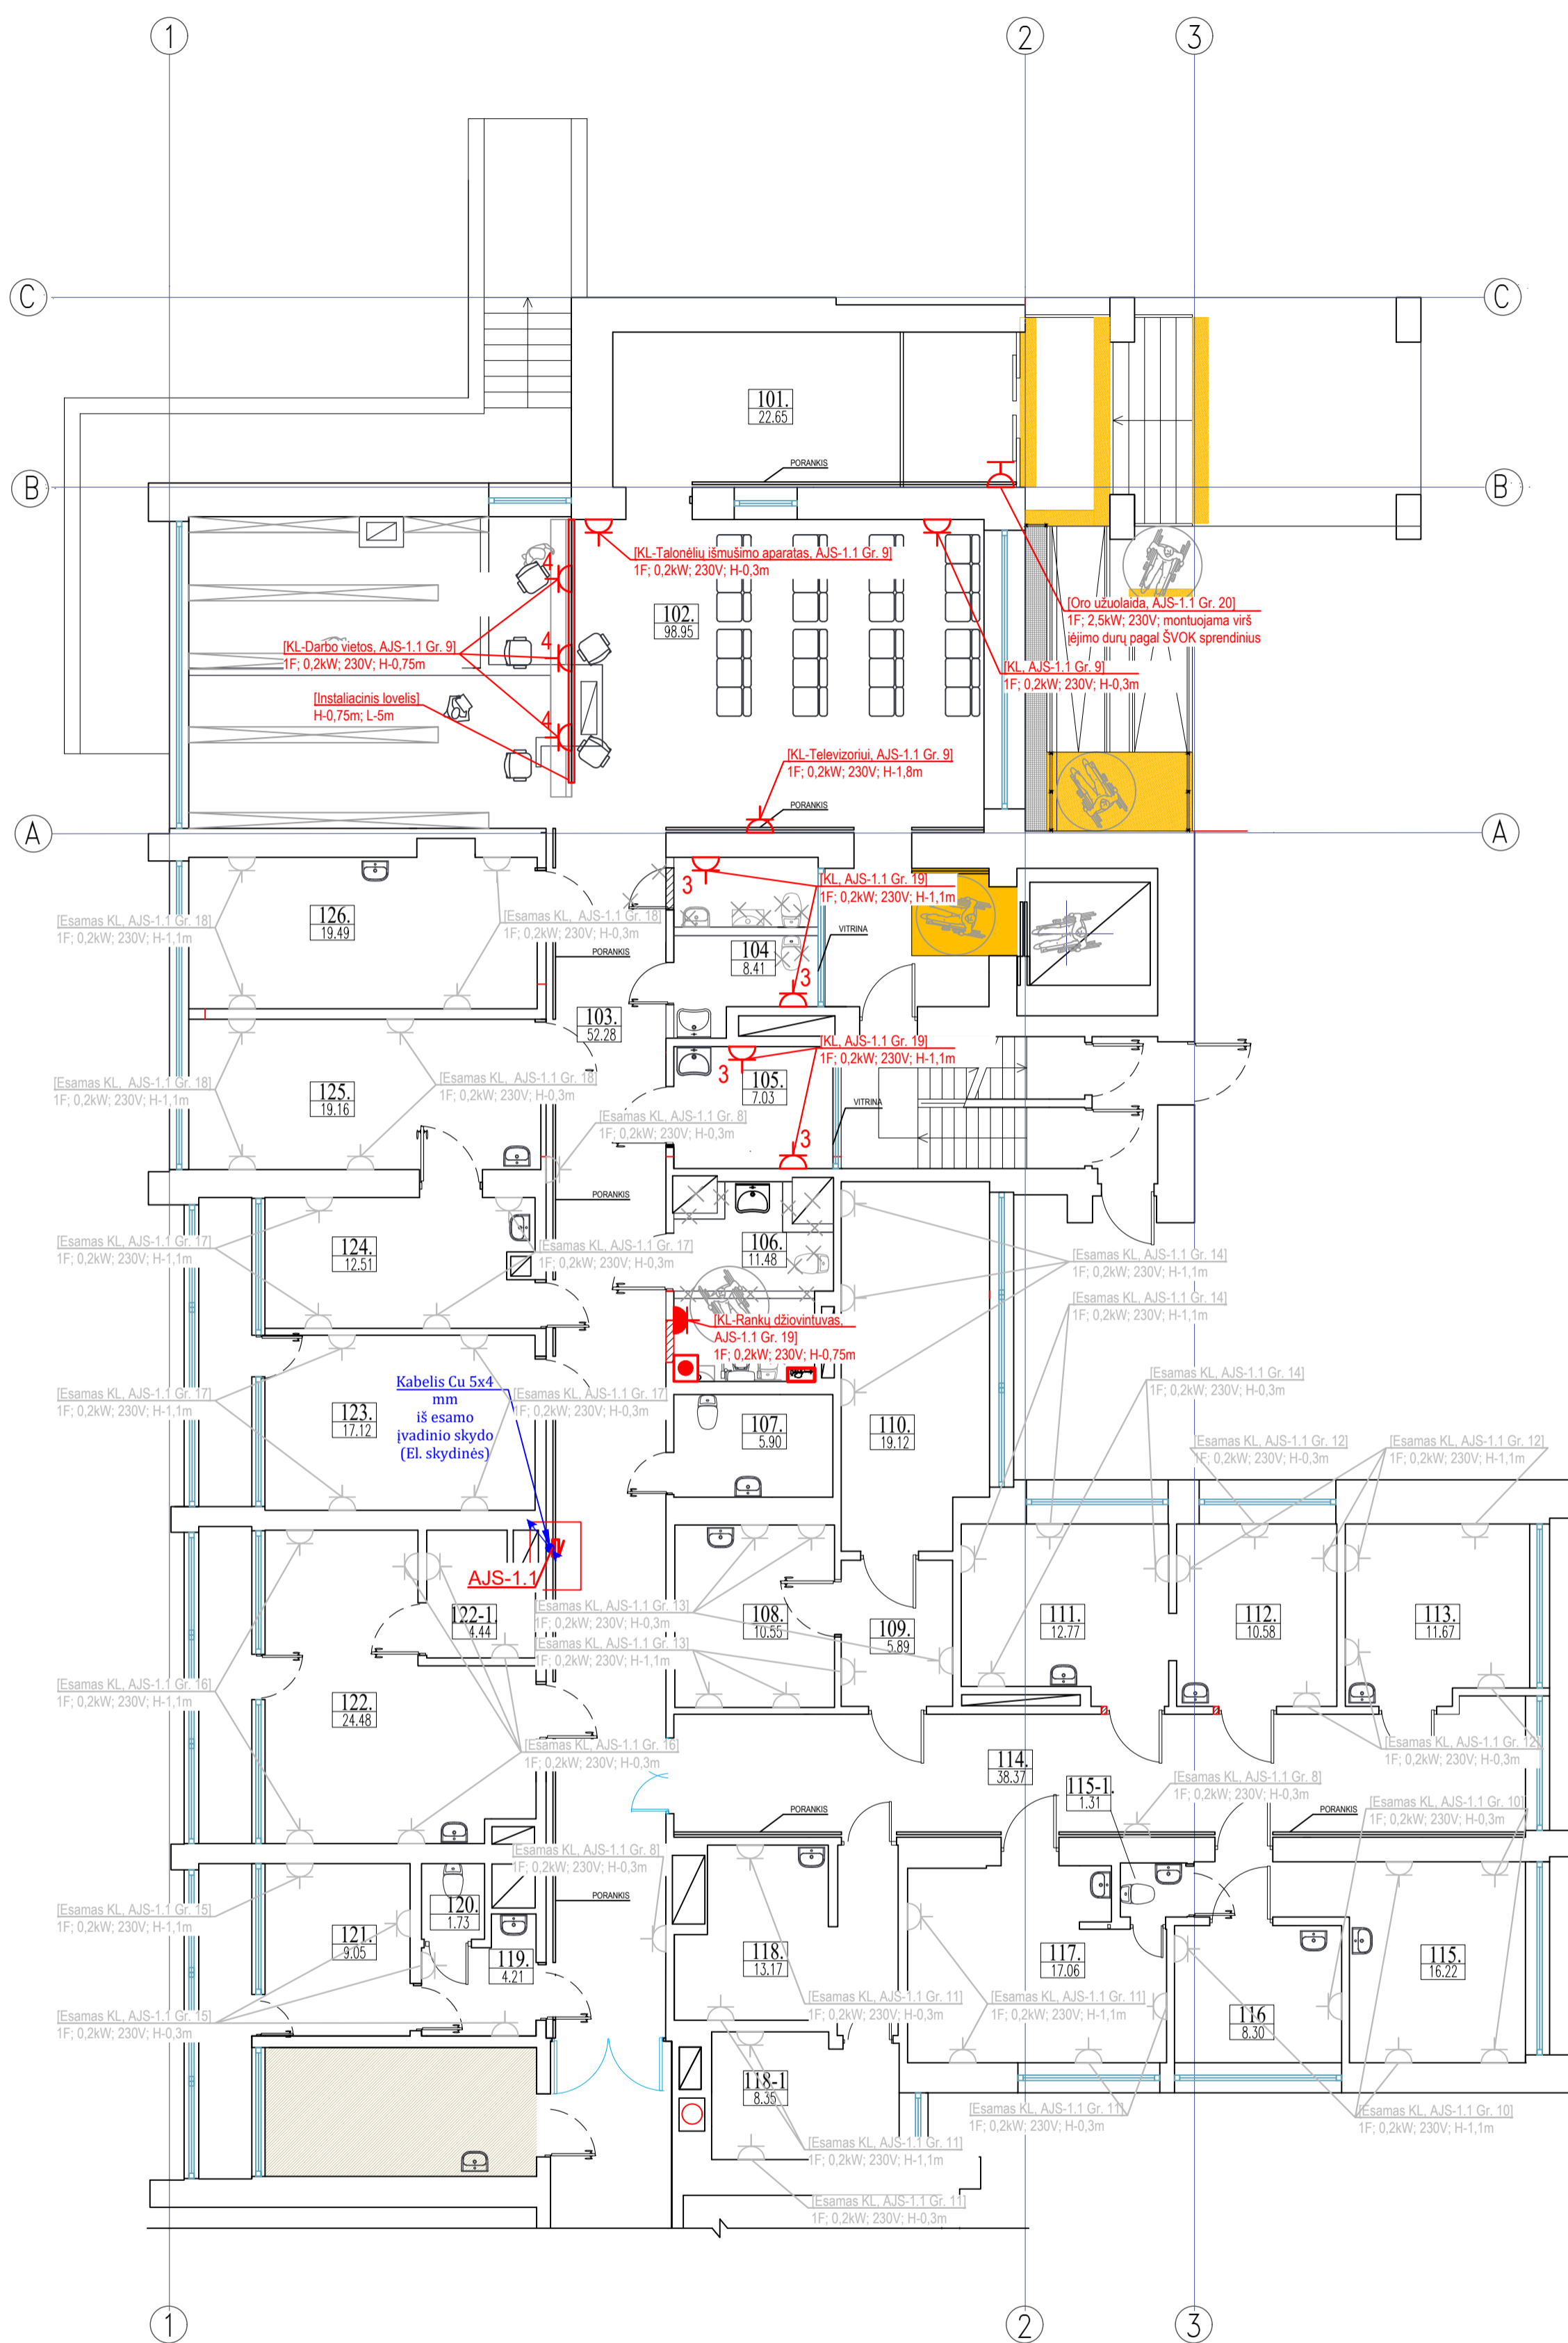 1
2
3
C
C
101.
22.65
PORANKIS
B
B
[KL-Talonėlių išmušimo aparatas, AJS-1.1 Gr. 9]
1F; 0,2kW; 230V; H-0,3m
4
102.
98.95
[Oro užuolaida, AJS-1.1 Gr. 20]
1F; 2,5kW; 230V; montuojama virš
įėjimo durų pagal ŠVOK sprendinius
[KL-Darbo vietos, AJS-1.1 Gr. 9]
1F; 0,2kW; 230V; H-0,75m
4
[KL, AJS-1.1 Gr. 9]
1F; 0,2kW; 230V; H-0,3m
[Instaliacinis lovelis]
H-0,75m; L-5m
4
[KL-Televizoriui, AJS-1.1 Gr. 9]
1F; 0,2kW; 230V; H-1,8m
PORANKIS
A
A
3
[KL, AJS-1.1 Gr. 19]
1F; 0,2kW; 230V; H-1,1m
126.
19.49
[Esamas KL, AJS-1.1 Gr. 18]
1F; 0,2kW; 230V; H-1,1m
[Esamas KL, AJS-1.1 Gr. 18]
1F; 0,2kW; 230V; H-0,3m
VITRINA
PORANKIS
104
8.41
3
103.
52.28
[KL, AJS-1.1 Gr. 19]
1F; 0,2kW; 230V; H-1,1m
3
105.
7.03
[Esamas KL, AJS-1.1 Gr. 18]
1F; 0,2kW; 230V; H-1,1m
125.
19.16
[Esamas KL, AJS-1.1 Gr. 18]
1F; 0,2kW; 230V; H-0,3m
VITRINA
[Esamas KL, AJS-1.1 Gr. 8]
1F; 0,2kW; 230V; H-0,3m
3
PORANKIS
[Esamas KL, AJS-1.1 Gr. 17]
1F; 0,2kW; 230V; H-1,1m
124.
12.51
[Esamas KL, AJS-1.1 Gr. 17]
1F; 0,2kW; 230V; H-0,3m
106.
11.48
[Esamas KL, AJS-1.1 Gr. 14]
1F; 0,2kW; 230V; H-1,1m
[Esamas KL, AJS-1.1 Gr. 14]
1F; 0,2kW; 230V; H-1,1m
[KL-Rankų džiovintuvas,
AJS-1.1 Gr. 19]
1F; 0,2kW; 230V; H-0,75m
[Esamas KL, AJS-1.1 Gr. 14]
1F; 0,2kW; 230V; H-0,3m
Kabelis Cu 5x4
mm
iš esamo
įvadinio skydo
(El. skydinės)
[Esamas KL, AJS-1.1 Gr. 17]
1F; 0,2kW; 230V; H-1,1m
123.
17.12
[Esamas KL, AJS-1.1 Gr. 17]
1F; 0,2kW; 230V; H-0,3m
107.
5.90
110.
19.12
[Esamas KL, AJS-1.1 Gr. 12]
1F; 0,2kW; 230V; H-0,3m
[Esamas KL, AJS-1.1 Gr. 12]
1F; 0,2kW; 230V; H-1,1m
AJS-1.1
122-1.
4.44
[Esamas KL, AJS-1.1 Gr. 13]
1F; 0,2kW; 230V; H-0,3m
108.
10.55
109.
5.89
111.
12.77
112.
10.58
113.
11.67
[Esamas KL, AJS-1.1 Gr. 13]
1F; 0,2kW; 230V; H-1,1m
[Esamas KL, AJS-1.1 Gr. 16]
1F; 0,2kW; 230V; H-1,1m
122.
24.48
[Esamas KL, AJS-1.1 Gr. 16]
1F; 0,2kW; 230V; H-0,3m
[Esamas KL, AJS-1.1 Gr. 12]
1F; 0,2kW; 230V; H-0,3m
114.
38.37
115-1.
1.31
[Esamas KL, AJS-1.1 Gr. 8]
1F; 0,2kW; 230V; H-0,3m
PORANKIS
PORANKIS
[Esamas KL, AJS-1.1 Gr. 10]
1F; 0,2kW; 230V; H-0,3m
[Esamas KL, AJS-1.1 Gr. 8]
1F; 0,2kW; 230V; H-0,3m
PORANKIS
[Esamas KL, AJS-1.1 Gr. 15]
1F; 0,2kW; 230V; H-1,1m
120.
1.73
121.
9.05
119.
4.21
118.
13.17
117.
17.06
115.
16.22
[Esamas KL, AJS-1.1 Gr. 15]
1F; 0,2kW; 230V; H-0,3m
[Esamas KL, AJS-1.1 Gr. 11]
1F; 0,2kW; 230V; H-0,3m
[Esamas KL, AJS-1.1 Gr. 11]
1F; 0,2kW; 230V; H-1,1m
116
8.30
118-1
8.35
[Esamas KL, AJS-1.1 Gr. 11]
1F; 0,2kW; 230V; H-0,3m
[Esamas KL, AJS-1.1 Gr. 10]
1F; 0,2kW; 230V; H-1,1m
[Esamas KL, AJS-1.1 Gr. 11]
1F; 0,2kW; 230V; H-1,1m
[Esamas KL, AJS-1.1 Gr. 11]
1F; 0,2kW; 230V; H-0,3m
1
2
3